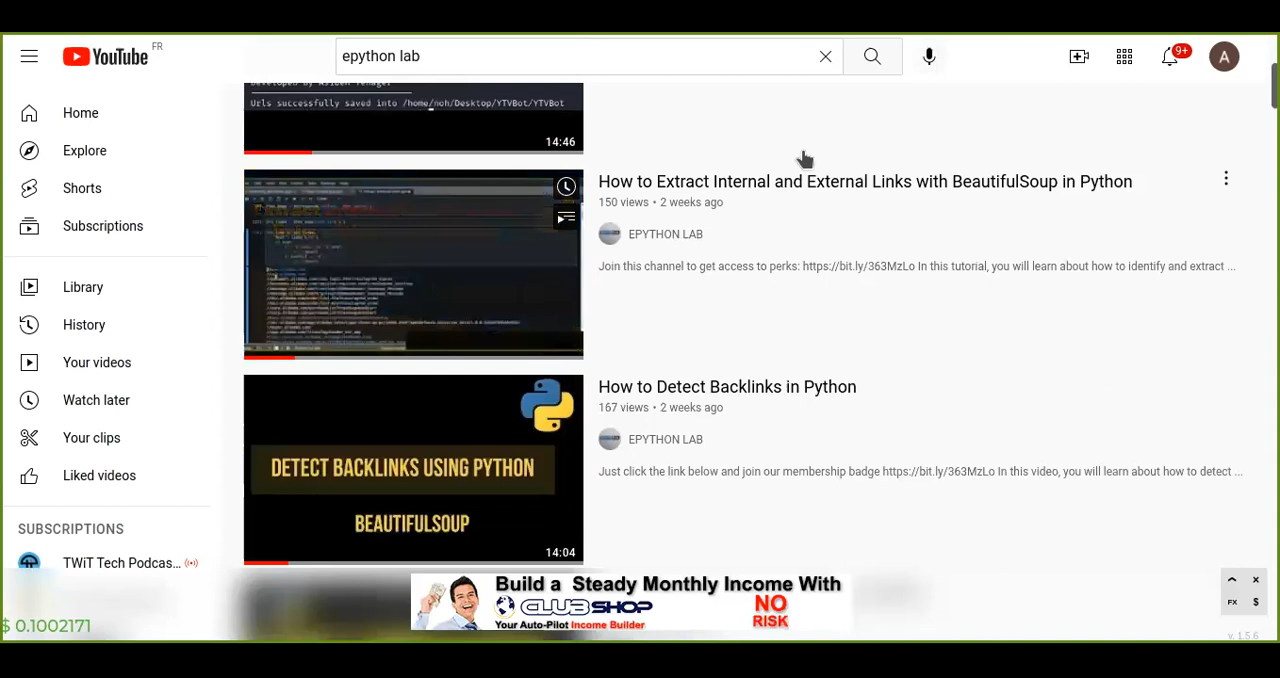 YouTube FR
epython lab
9+
A
Home
Explore
Shorts
Subscriptions
Library
History
Your videos
Watch later
Your clips
Liked videos
SUBSCRIPTIONS
TWiT Tech Podcas...
Urls successfully saved into /home/noh/Desktop/YTVBot/YTVBot
14:46
How to Extract Internal and External Links with BeautifulSoup in Python
150 views • 2 weeks ago
EPYTHON LAB
Join this channel to get access to perks: https://bit.ly/363MzLo In this tutorial, you will learn about how to identify and extract ...
DETECT BACKLINKS USING PYTHON
BEAUTIFULSOUP
14:04
How to Detect Backlinks in Python
167 views • 2 weeks ago
EPYTHON LAB
Just click the link below and join our membership badge https://bit.ly/363MzLo In this video, you will learn about how to detect ...
Build a Steady Monthly Income With
CLUBSHOP
NO
RISK
Your Auto-Pilot Income Builder
FX $
$ 0.1002171
v, 1.5.6